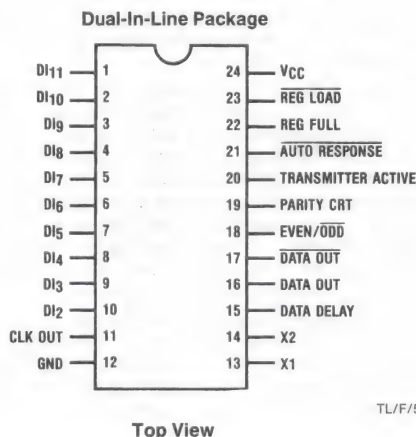 Dual-In-Line Package
DI11 1 24 VCC
DI10 2 23 REG LOAD
DI9 3 22 REG FULL
DI8 4 21 AUTO RESPONSE
DI7 5 20 TRANSMITTER ACTIVE
DI6 6 19 PARITY CRT
DI5 7 18 EVEN/ODD
DI4 8 17 DATA OUT
DI3 9 16 DATA OUT
DI2 10 15 DATA DELAY
CLK OUT 11 14 X2
GND 12 13 X1
TL/F/5
Top View